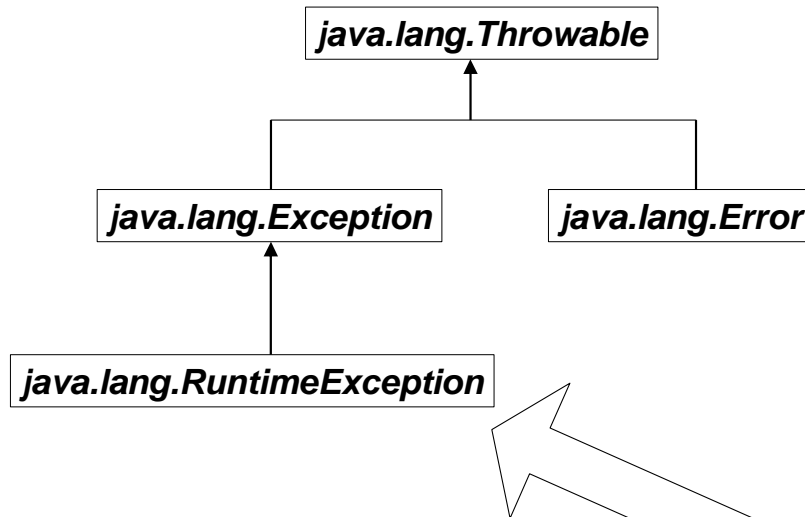 java.lang.Throwable
java.lang.Exception
java.lang.Error
java.lang.RuntimeException